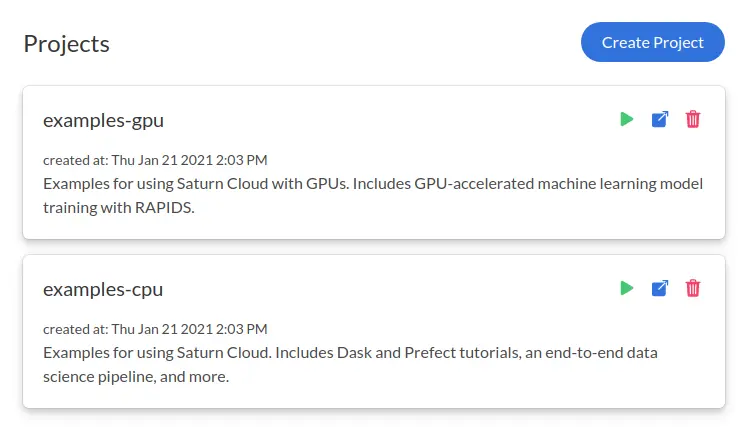 Projects
Create Project
examples-gpu
created at: Thu Jan 21 2021 2:03 PM
Examples for using Saturn Cloud with GPUs. Includes GPU-accelerated machine learning model
training with RAPIDS.
examples-cpu
created at: Thu Jan 21 2021 2:03 PM
Examples for using Saturn Cloud. Includes Dask and Prefect tutorials, an end-to-end data
science pipeline, and more.